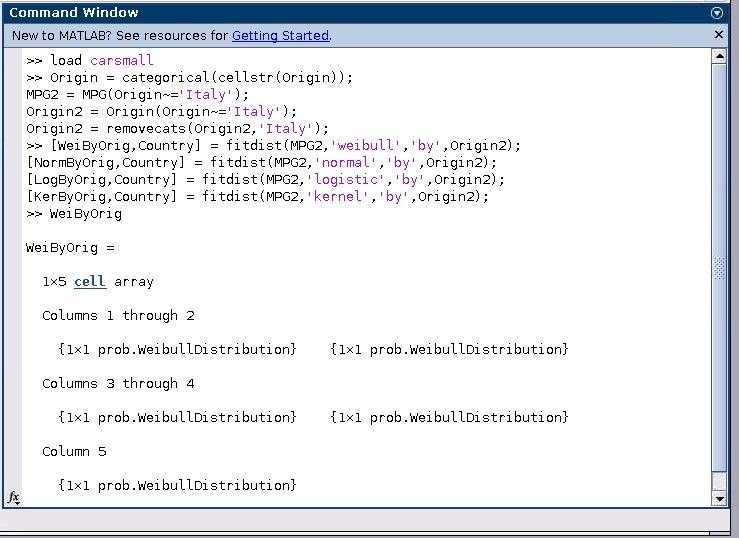 Command Window
New to MATLAB? See resources for Getting Started.
>> load carsmall
>> Origin = categorical(cellstr(Origin));
MPG2 = MPG(Origin~='Italy');
Origin2 = Origin(Origin~='Italy');
Origin2 = removecats(Origin2,'Italy');
>> [WeiByOrig,Country] = fitdist(MPG2,'weibull','by',Origin2);
[NormByOrig,Country] = fitdist(MPG2,'normal','by',Origin2);
[LogByOrig,Country] = fitdist(MPG2,'logistic','by',Origin2);
[KerByOrig,Country] = fitdist(MPG2,'kernel','by',Origin2);
>> WeiByOrig
WeiByOrig =
1×5 cell array
Columns 1 through 2
{1×1 prob.WeibullDistribution} {1×1 prob.WeibullDistribution}
Columns 3 through 4
{1×1 prob.WeibullDistribution} {1×1 prob.WeibullDistribution}
Column 5
{1×1 prob.WeibullDistribution}
fx